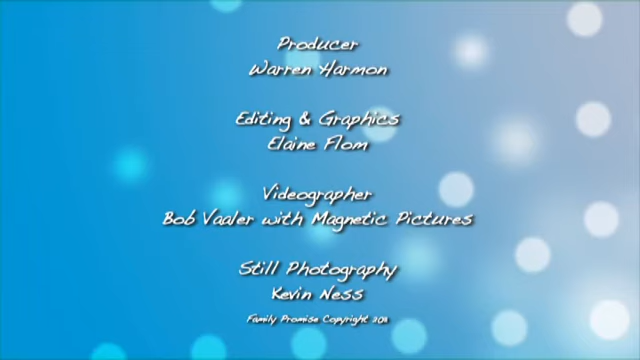 Producer
Warren Harmon
Editing & Graphics
Elaine Flom
Videographer
Bob Vaaler with Magnetic Pictures
Still Photography
Kevin Ness
Family Promise Copyright